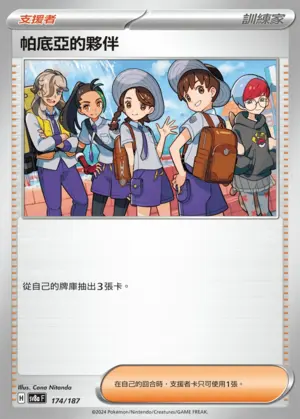 支援者
訓練家
帕底亞的夥伴
從自己的牌庫抽出3張卡。
Illus. Cona Nitanda
H sv8a F 174/187
在自己的回合時,支援者卡只可使用1張。
©2024 Pokémon/Nintendo/Creatures/GAME FREAK.